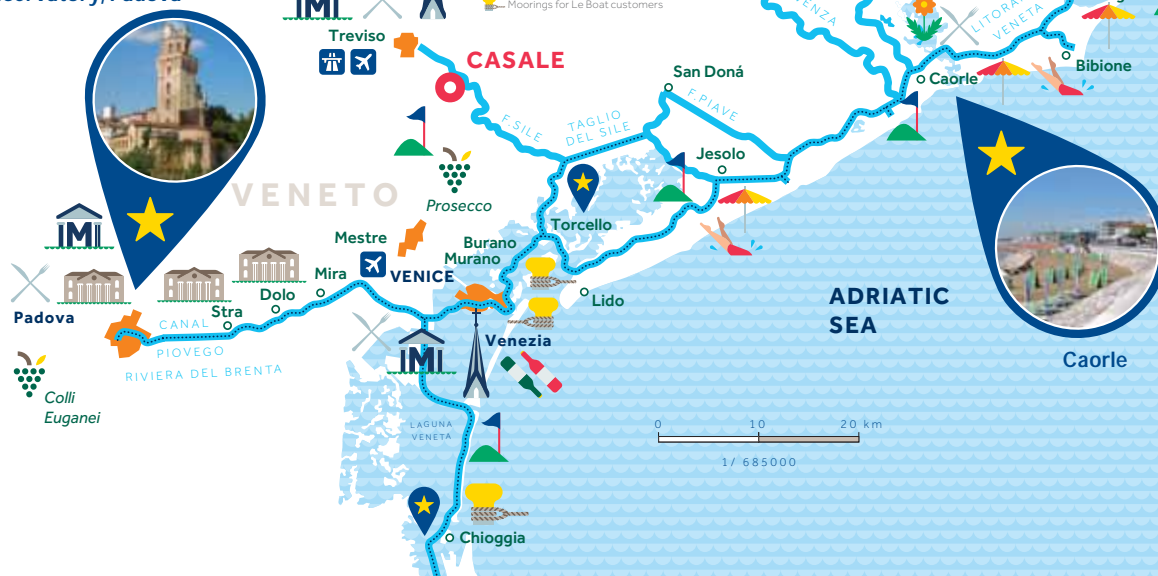 Moorings for Le Boat customers
Treviso
CASALE
San Doná
F.PIAVE
LITORANEA
VENETA
Bibione
Caorle
F.SILE
TAGLIO
DEL SILE
Jesolo
VENETO
Prosecco
Torcello
Mestre
Burano
Murano
VENICE
Mira
Dolo
Stra
Padova
CANAL
PIOVEGO
RIVIERA DEL BRENTA
Colli
Euganei
Lido
Venezia
ADRIATIC
SEA
Caorle
LAGUNA
VENETA
0 10 20 km
1/ 685000
Chioggia